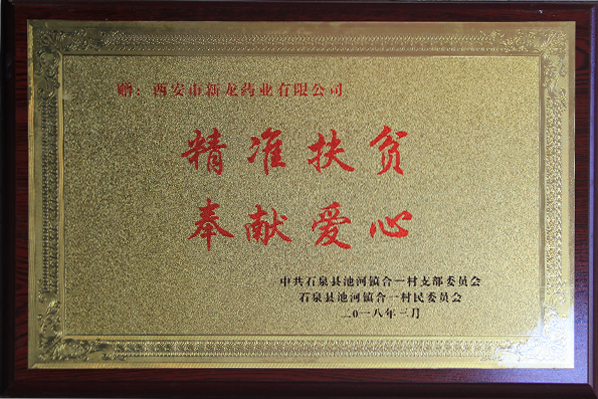 赠：西安市新龙药业有限公司
精准扶贫
奉献爱心
中共石泉县池河镇合一村支部委员会
石泉县池河镇合一村民委员会
二〇一八年三月